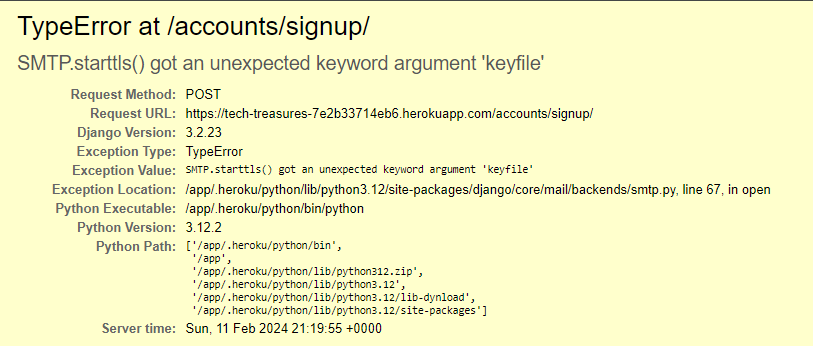 TypeError at /accounts/signup/
SMTP.starttls() got an unexpected keyword argument 'keyfile'
Request Method: POST
Request URL: https://tech-treasures-7e2b33714eb6.herokuapp.com/accounts/signup/
Django Version: 3.2.23
Exception Type: TypeError
Exception Value: SMTP.starttls() got an unexpected keyword argument 'keyfile'
Exception Location: /app/.heroku/python/lib/python3.12/site-packages/django/core/mail/backends/smtp.py, line 67, in open
Python Executable: /app/.heroku/python/bin/python
Python Version: 3.12.2
Python Path: ['/app/.heroku/python/bin',
'/app',
'/app/.heroku/python/lib/python312.zip',
'/app/.heroku/python/lib/python3.12',
'/app/.heroku/python/lib/python3.12/lib-dynload',
'/app/.heroku/python/lib/python3.12/site-packages']
Server time: Sun, 11 Feb 2024 21:19:55 +0000